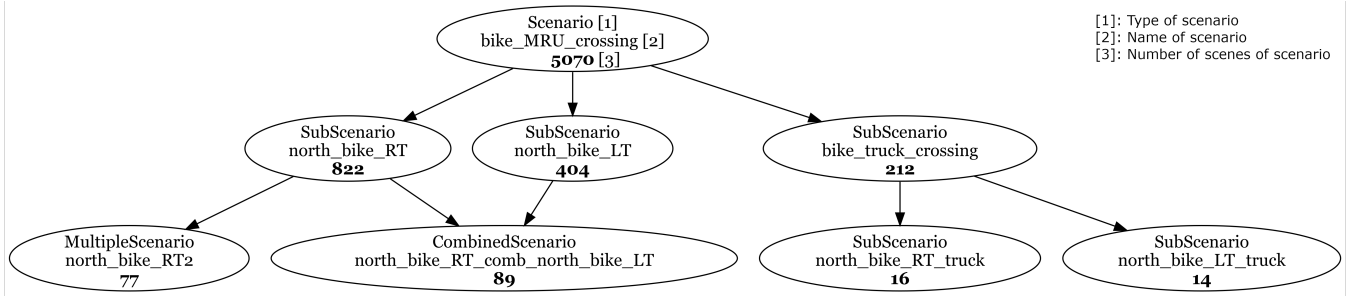 Scenario [1]
bike_MRU_crossing [2]
5070 [3]
[1]: Type of scenario
[2]: Name of scenario
[3]: Number of scenes of scenario
SubScenario
north_bike_RT
822
SubScenario
north_bike_LT
404
SubScenario
bike_truck_crossing
212
MultipleScenario
north_bike_RT2
77
CombinedScenario
north_bike_RT_comb_north_bike_LT
89
SubScenario
north_bike_RT_truck
16
SubScenario
north_bike_LT_truck
14